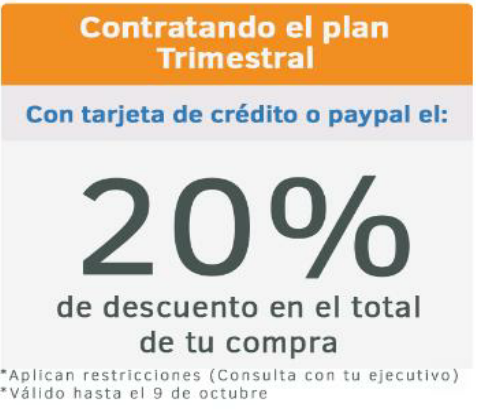 Contratando el plan
Trimestral
Con tarjeta de crédito o paypal el:
20%
de descuento en el total
de tu compra
*Aplican restricciones (Consulta con tu ejecutivo)
*Válido hasta el 9 de octubre